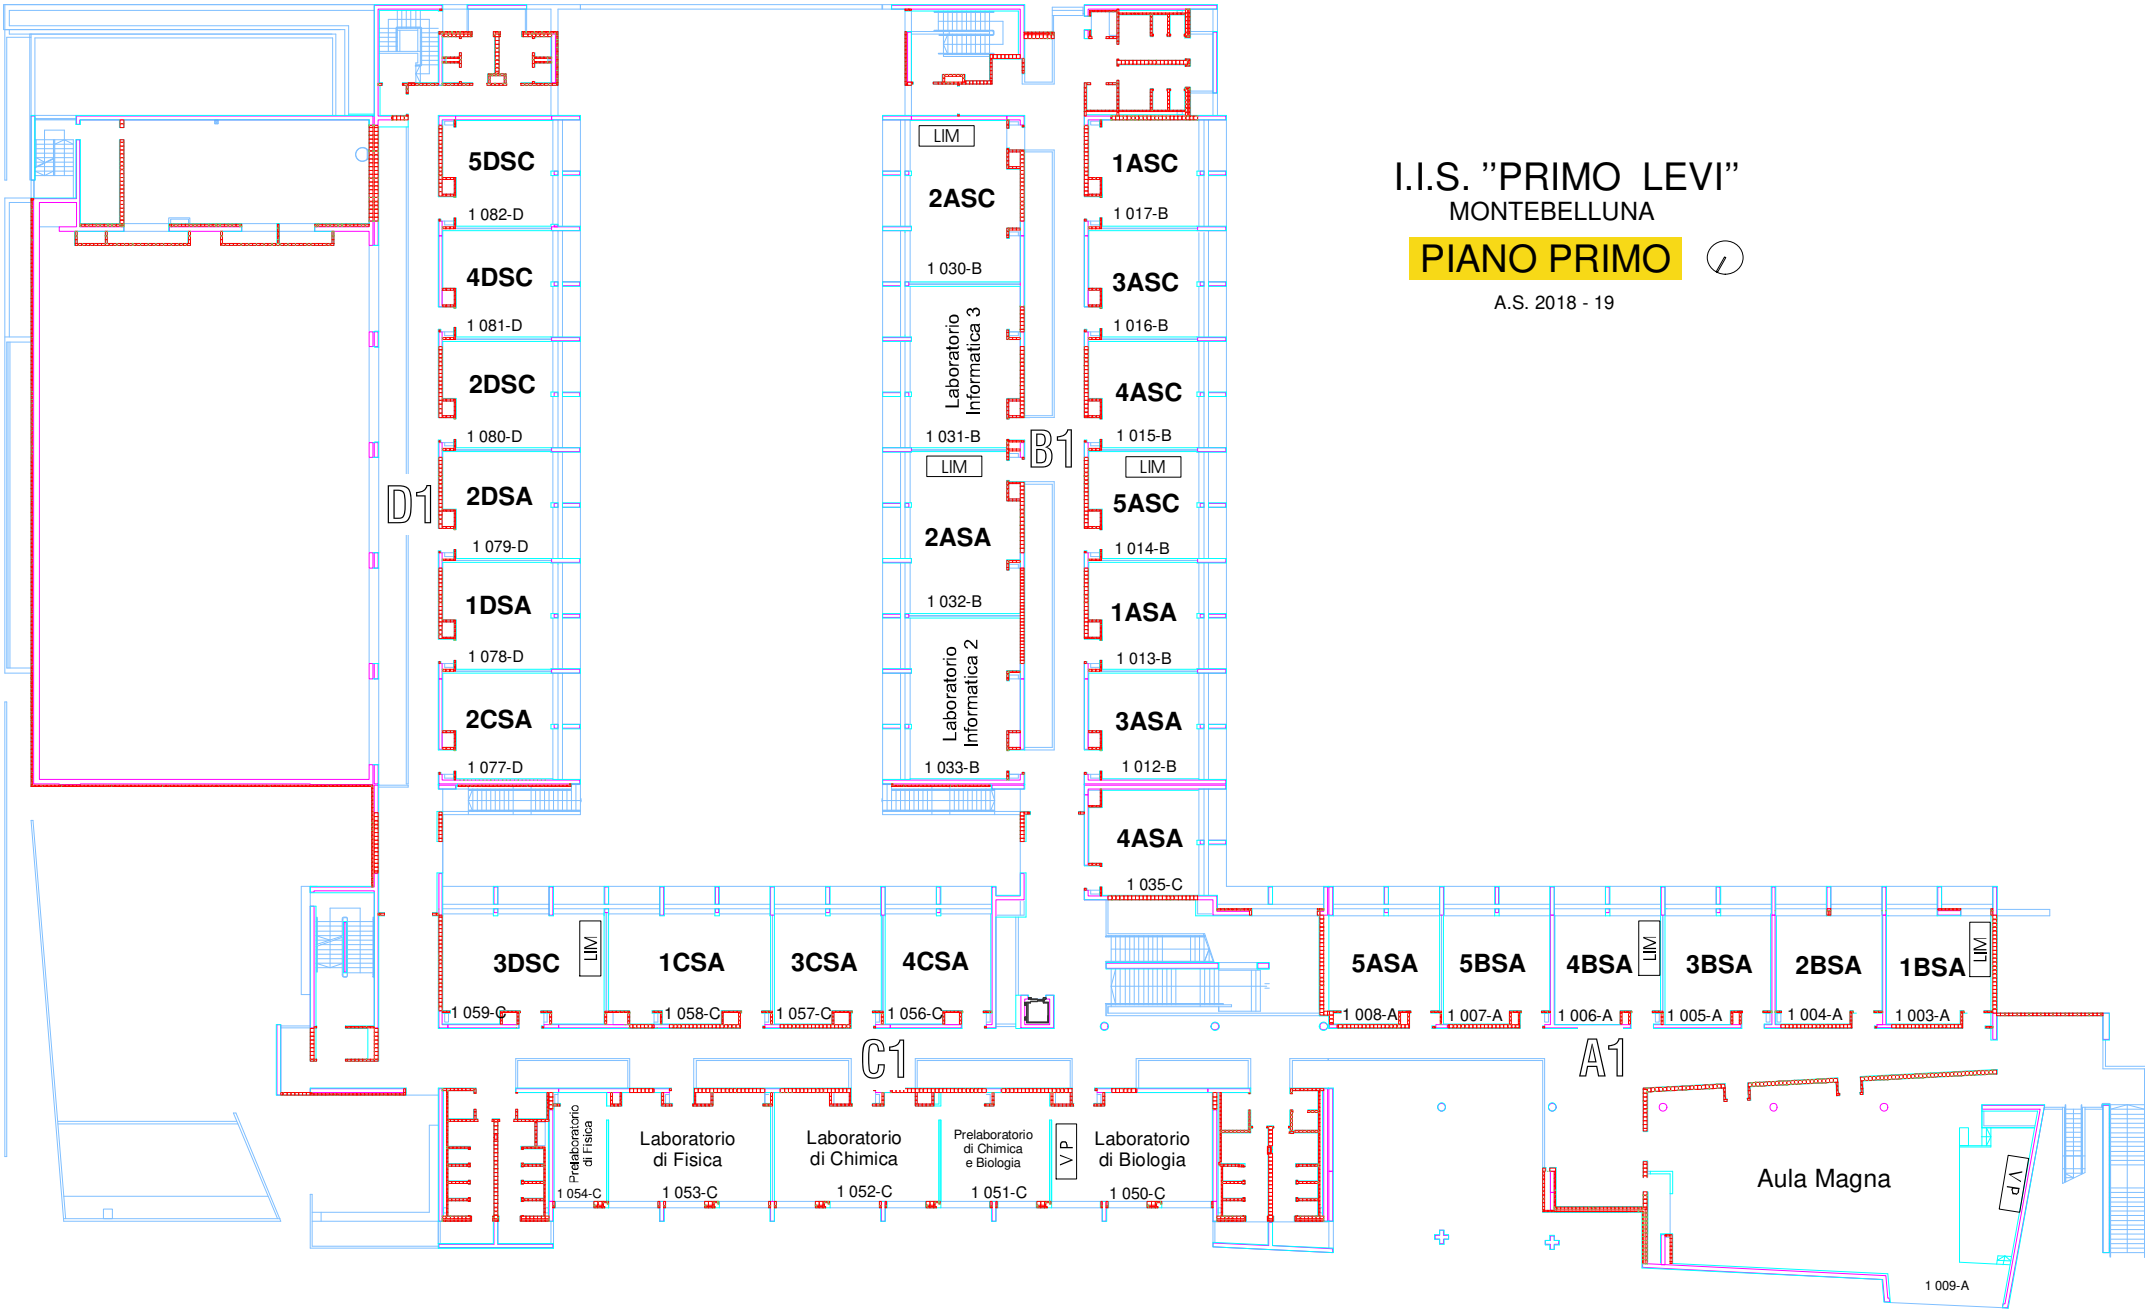 I.I.S. ”PRIMO LEVI”
MONTEBELLUNA
PIANO PRIMO
A.S. 2018 - 19
5DSC
1 082-D
4DSC
1 081-D
2DSC
1 080-D
D1
2DSA
1 079-D
1DSA
1 078-D
2CSA
1 077-D
LIM
2ASC
1 030-B
Laboratorio
Informatica 3
1 031-B
LIM
2ASA
1 032-B
Laboratorio
Informatica 2
1 033-B
B1
1ASC
1 017-B
3ASC
1 016-B
4ASC
1 015-B
LIM
5ASC
1 014-B
1ASA
1 013-B
3ASA
1 012-B
4ASA
1 035-C
3DSC
LIM
1 059-C
1CSA
1 058-C
3CSA
1 057-C
4CSA
1 056-C
5ASA
1 008-A
5BSA
1 007-A
4BSA
LIM
1 006-A
3BSA
1 005-A
2BSA
1 004-A
1BSA
LIM
1 003-A
C1
A1
Prelaboratorio
di Fisica
1 054-C
Laboratorio
di Fisica
1 053-C
Laboratorio
di Chimica
1 052-C
Prelaboratorio
di Chimica
e Biologia
1 051-C
VP
Laboratorio
di Biologia
1 050-C
Aula Magna
VP
1 009-A